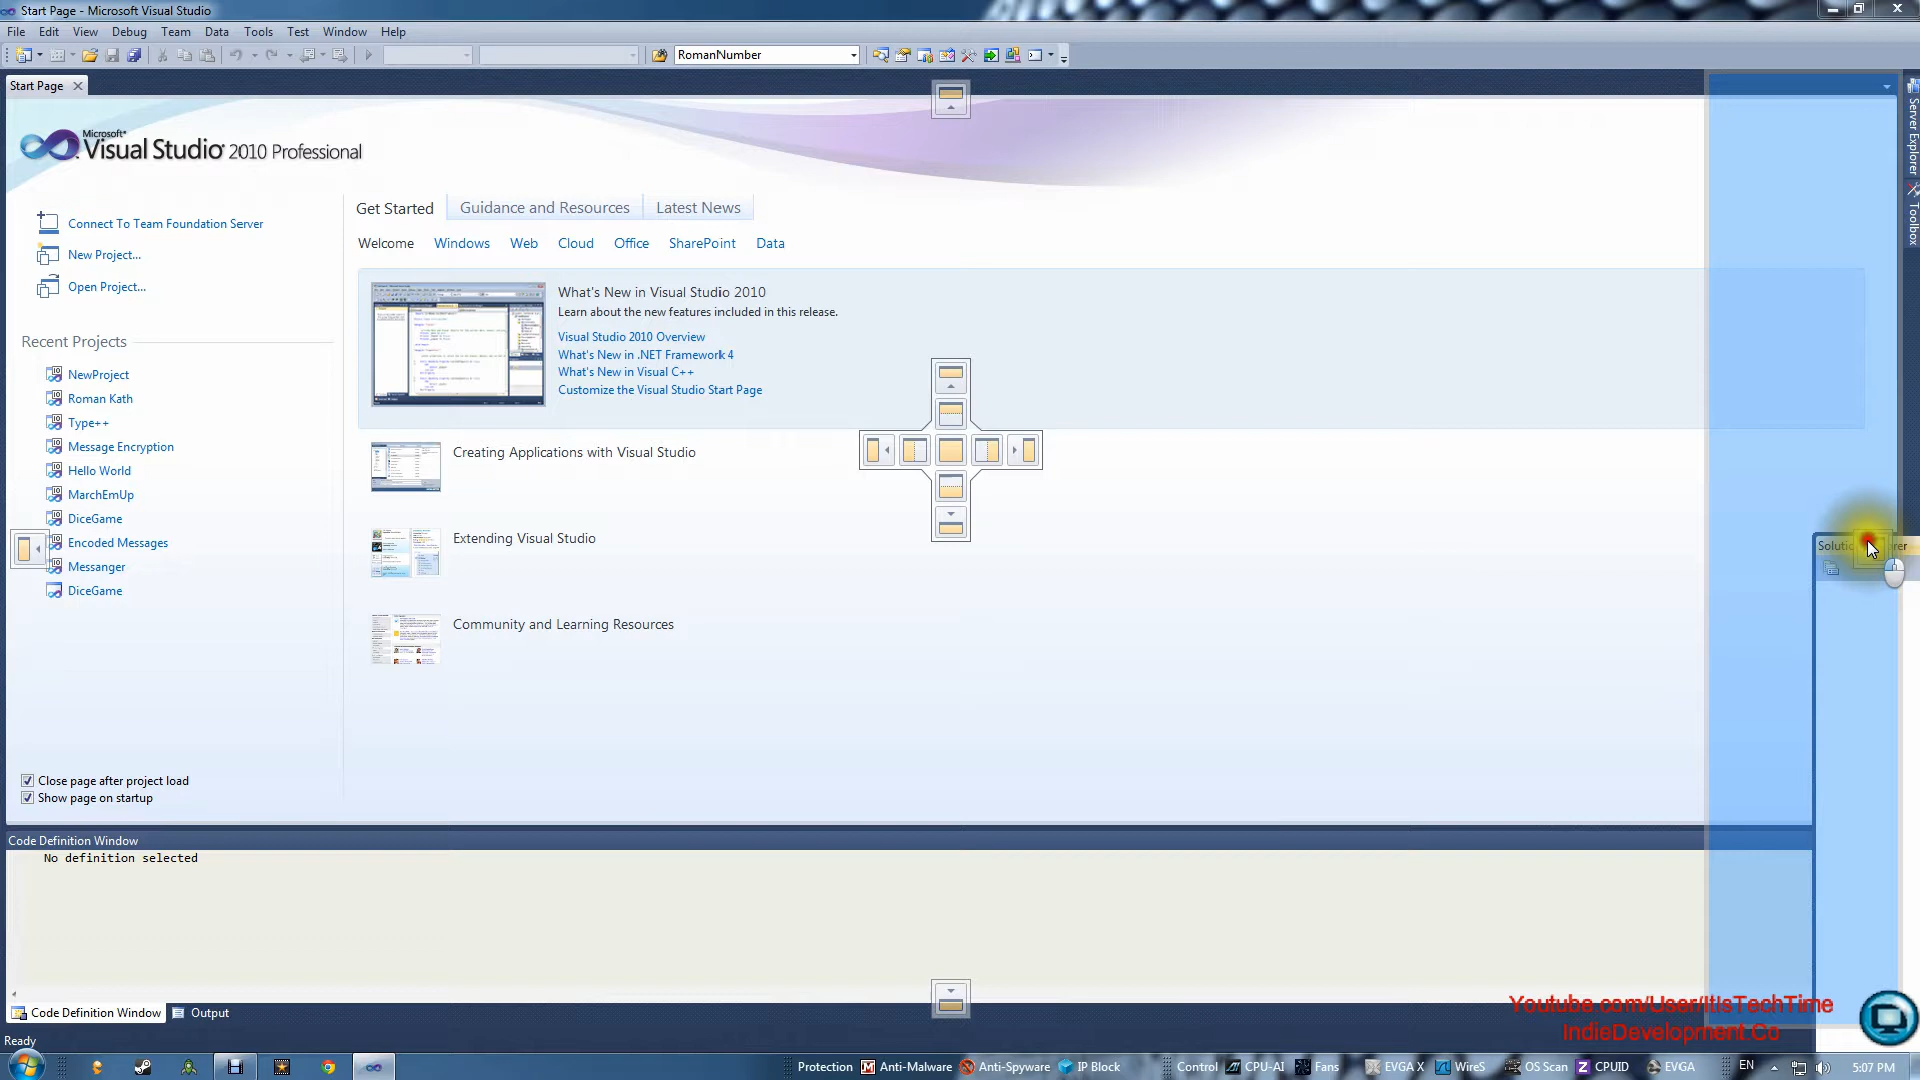 Start Page - Microsoft Visual Studio
File Edit View Debug Team Data Tools Test Window Help
RomanNumber
Start Page
Microsoft
Visual Studio 2010 Professional
Server Explorer
Toolbox
Connect To Team Foundation Server
New Project...
Open Project...
Recent Projects
NewProject
Roman Kath
Type++
Message Encryption
Hello World
MarchEmUp
DiceGame
Encoded Messages
Messanger
DiceGame
Close page after project load
Show page on startup
Get Started Guidance and Resources Latest News
Welcome Windows Web Cloud Office SharePoint Data
What's New in Visual Studio 2010
Learn about the new features included in this release.
Visual Studio 2010 Overview
What's New in .NET Framework 4
What's New in Visual C++
Customize the Visual Studio Start Page
Creating Applications with Visual Studio
Extending Visual Studio
Community and Learning Resources
Code Definition Window
No definition selected
Code Definition Window Output
Ready
Youtube.com/User/ItIsTechTime
IndieDevelopment.Co
Protection Anti-Malware Anti-Spyware IP Block Control CPU-AI Fans EVGA X WireS OS Scan CPUID EVGA EN 5:07 PM